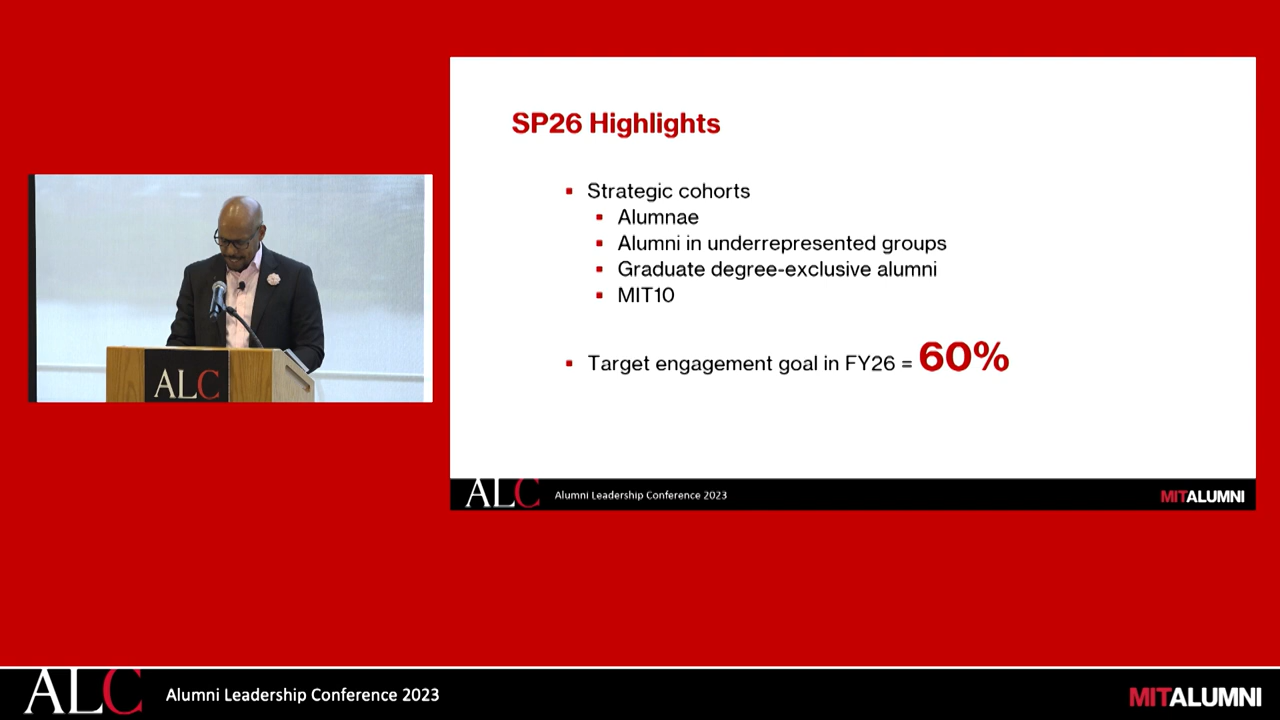 SP26 Highlights
Strategic cohorts
Alumnae
Alumni in underrepresented groups
Graduate degree-exclusive alumni
MIT10
Target engagement goal in FY26 = 60%
ALC
ALC Alumni Leadership Conference 2023 MITALUMNI
ALC Alumni Leadership Conference 2023 MITALUMNI